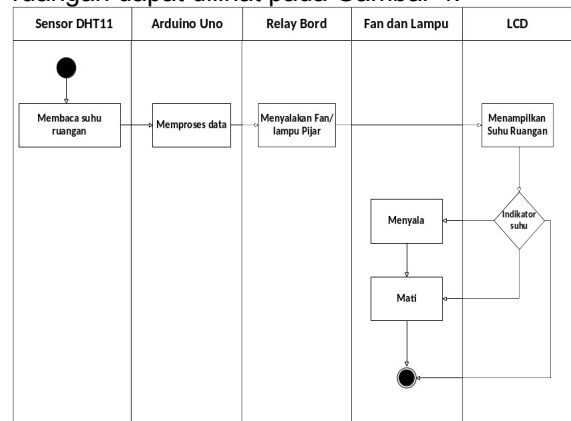 ruangan dapat dilihat pada Gambar 4.
Sensor DHT11
Arduino Uno
Relay Bord
Fan dan Lampu
LCD
Membaca suhu
ruangan
Memproses data
Menyalakan Fan/
lampu Pijar
Menampilkan
Suhu Ruangan
Indikator
suhu
Menyala
Mati